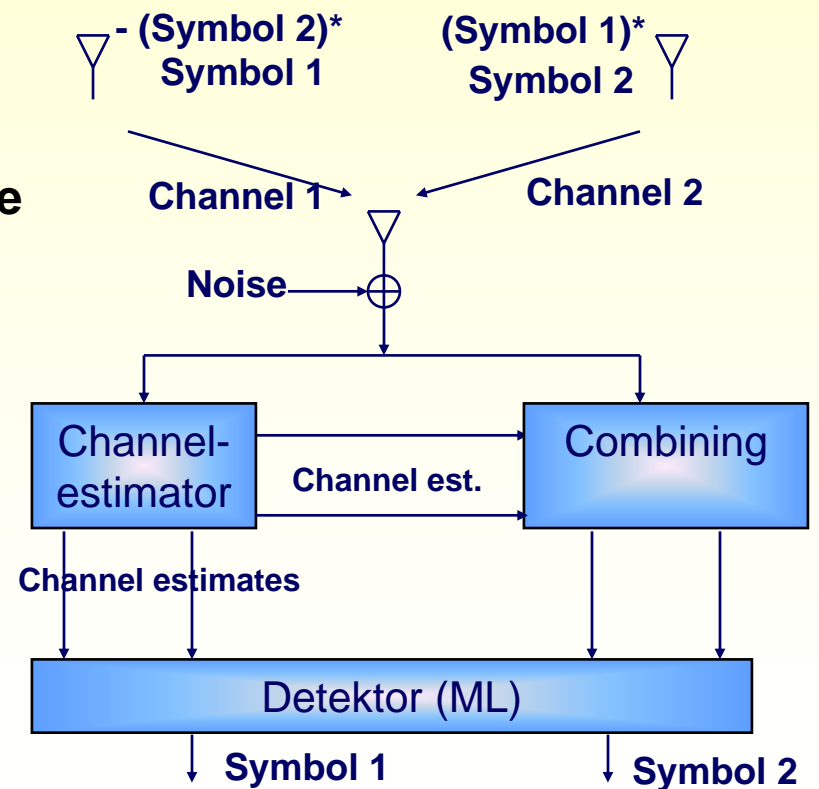 - (Symbol 2)*
Symbol 1
(Symbol 1)*
Symbol 2
e
Channel 1
Channel 2
Noise
Channel-
estimator
Channel est.
Combining
Channel estimates
Detektor (ML)
Symbol 1
Symbol 2